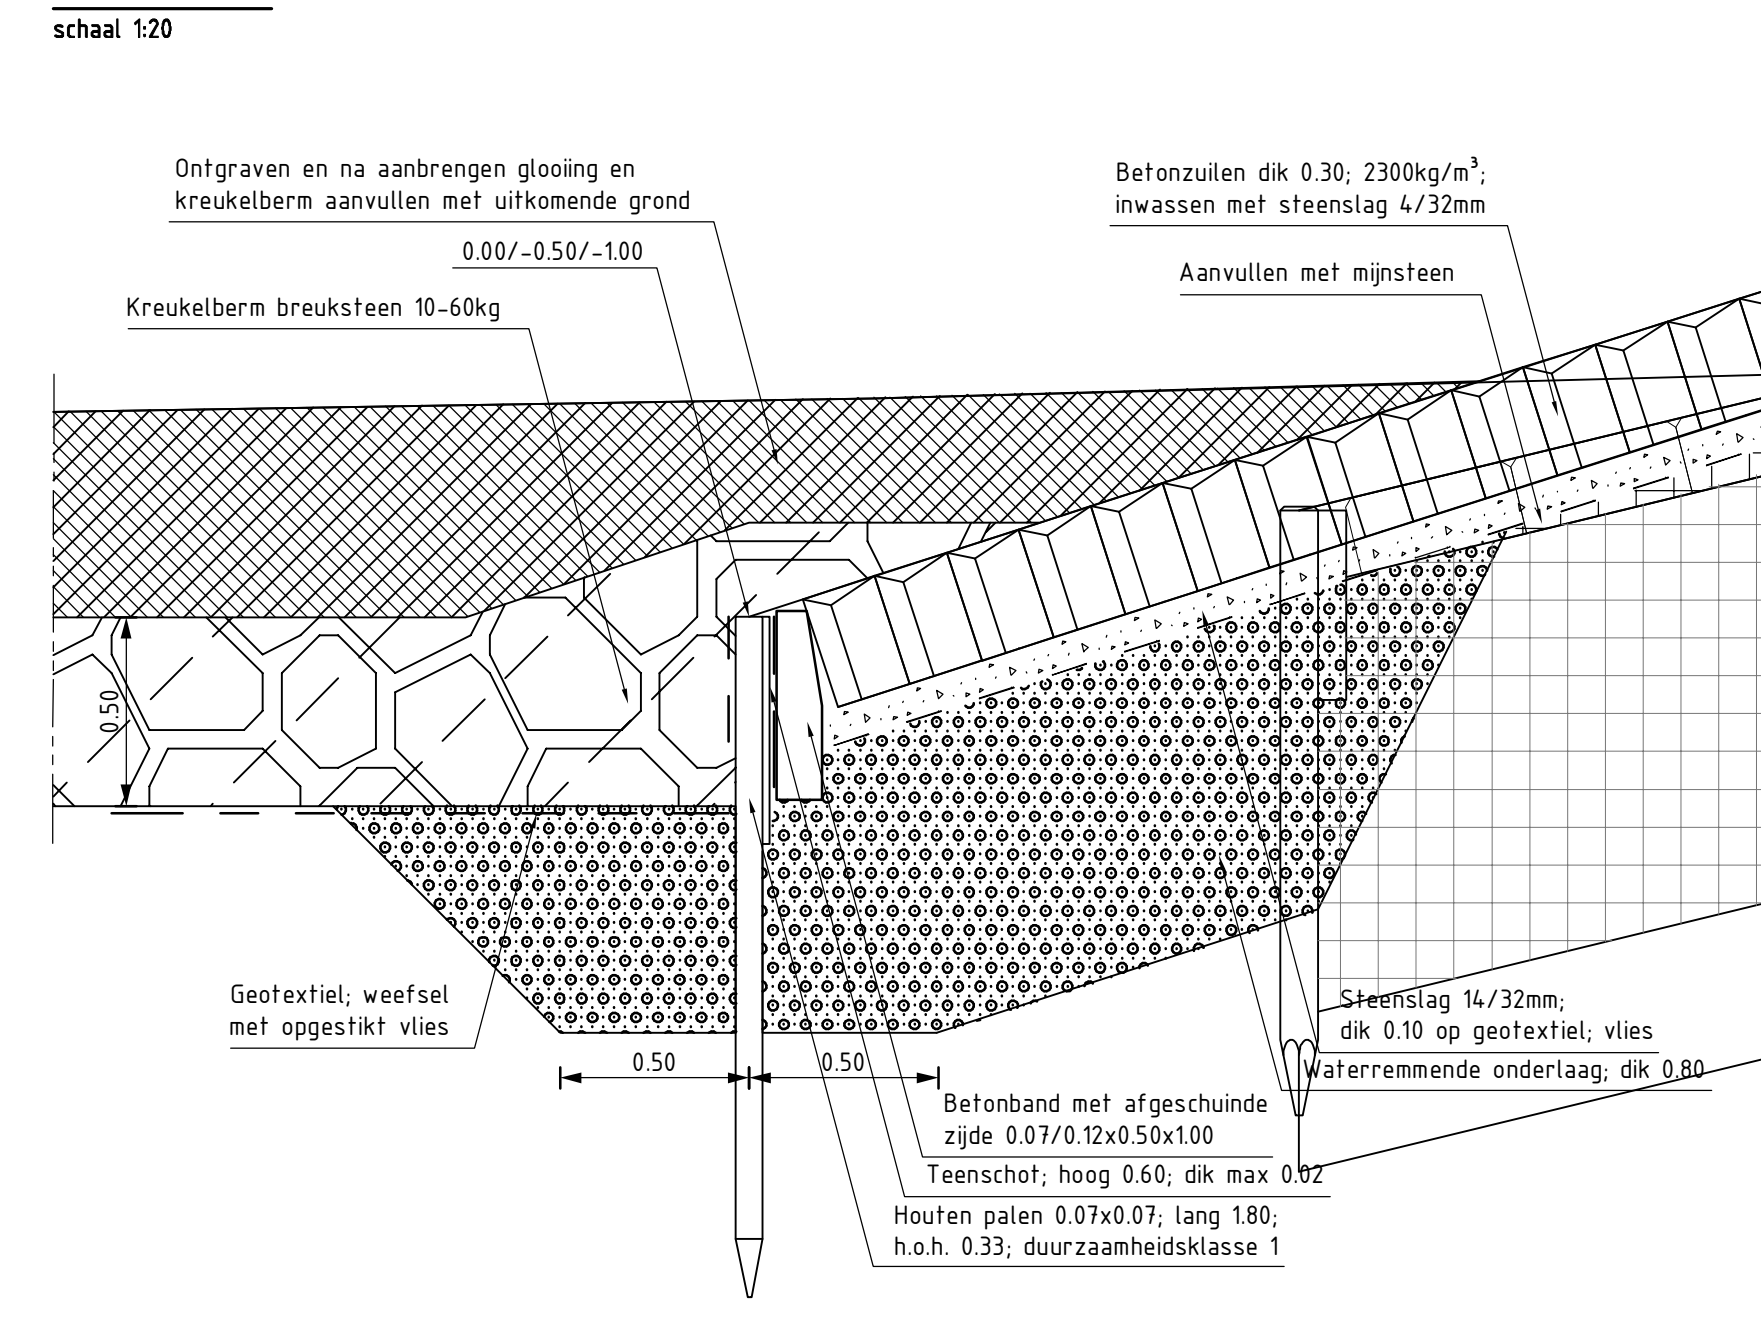 schaal 1:20
Ontgraven en na aanbrengen glooiing en
kreukelberm aanvullen met uitkomende grond
0.00/-0.50/-1.00
Kreukelberm breuksteen 10-60kg
Betonzuilen dik 0.30; 2300kg/m³;
inwassen met steenslag 4/32mm
Aanvullen met mijnsteen
0.50
Geotextiel; weefsel
met opgestikt vlies
0.50
0.50
Steenslag 14/32mm;
dik 0.10 op geotextiel; vlies
Waterremmende onderlaag; dik 0.80
Betonband met afgeschuinde
zijde 0.07/0.12x0.50x1.00
Teenschot; hoog 0.60; dik max 0.02
Houten palen 0.07x0.07; lang 1.80;
h.o.h. 0.33; duurzaamheidsklasse 1